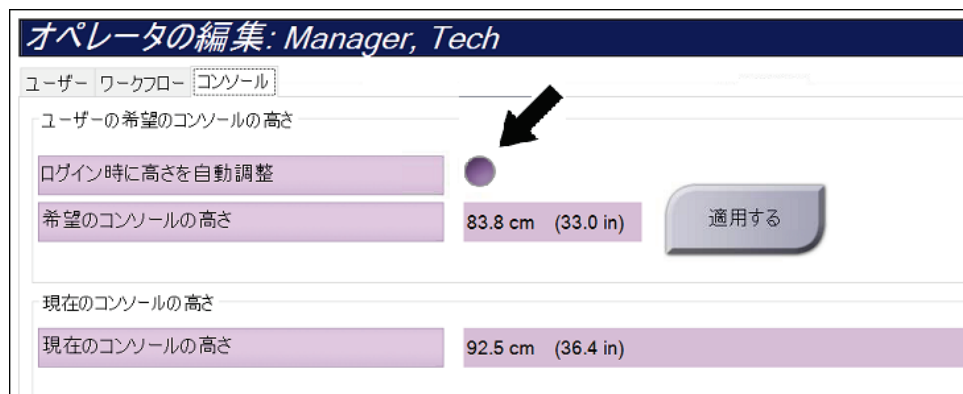 オペレータの編集: Manager, Tech
ユーザー ワークフロー コンソール
ユーザーの希望のコンソールの高さ
ログイン時に高さを自動調整
希望のコンソールの高さ 83.8 cm (33.0 in) 適用する
現在のコンソールの高さ
現在のコンソールの高さ 92.5 cm (36.4 in)